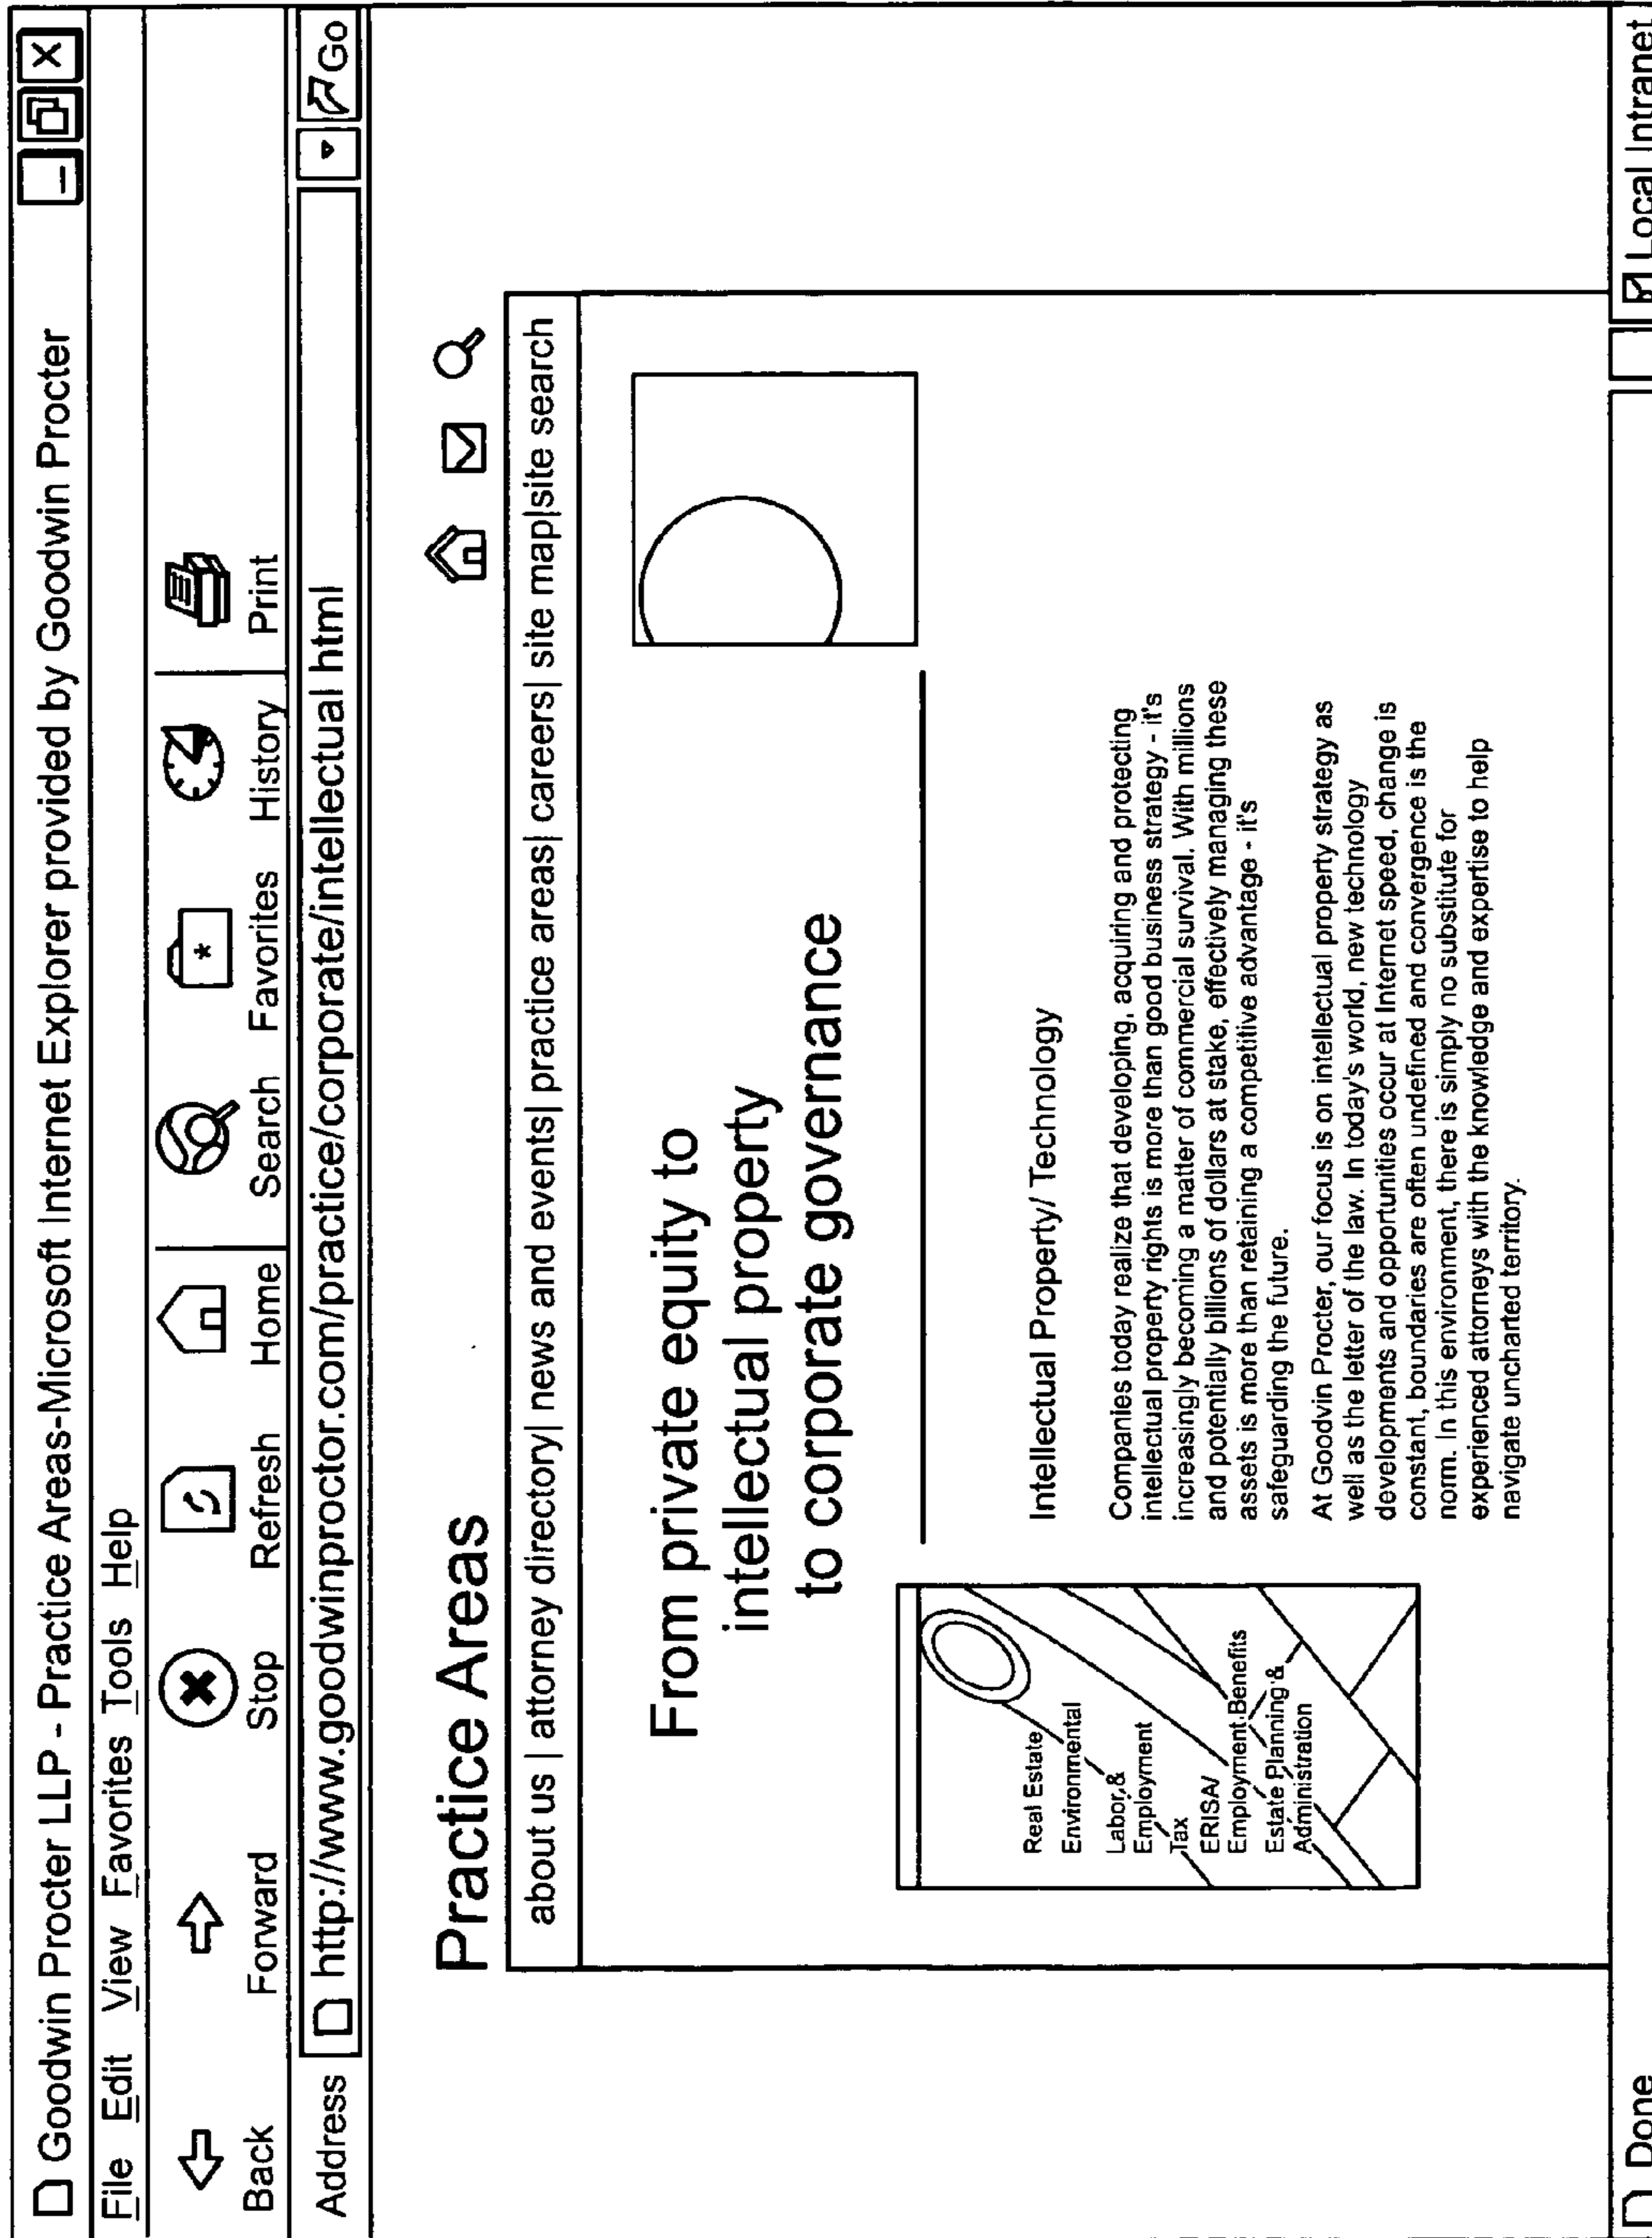 Goodwin Procter LLP - Practice Areas-Microsoft Internet Explorer provided by Goodwin Procter
File Edit View Favorites Tools Help
Back Forward Stop Refresh Home Search Favorites History Print
Address http://www.goodwinproctor.com/practice/corporate/intellectual html Go
Practice Areas
about us | attorney directory| news and events| practice areas| careers| site map|site search
From private equity to
intellectual property
to corporate governance
Real Estate
Environmental
Labor &
Employment
Tax
ERISA/
Employment Benefits
Estate Planning &
Administration
Intellectual Property/ Technology
Companies today realize that developing, acquiring and protecting
intellectual property rights is more than good business strategy - it's
increasingly becoming a matter of commercial survival. With millions
and potentially billions of dollars at stake, effectively managing these
assets is more than retaining a competitive advantage - it's
safeguarding the future.
At Goodvin Procter, our focus is on intellectual property strategy as
well as the letter of the law. In today's world, new technology
developments and opportunities occur at Internet speed, change is
constant, boundaries are often undefined and convergence is the
norm. In this environment, there is simply no substitute for
experienced attorneys with the knowledge and expertise to help
navigate uncharted territory.
Done Local Intranet